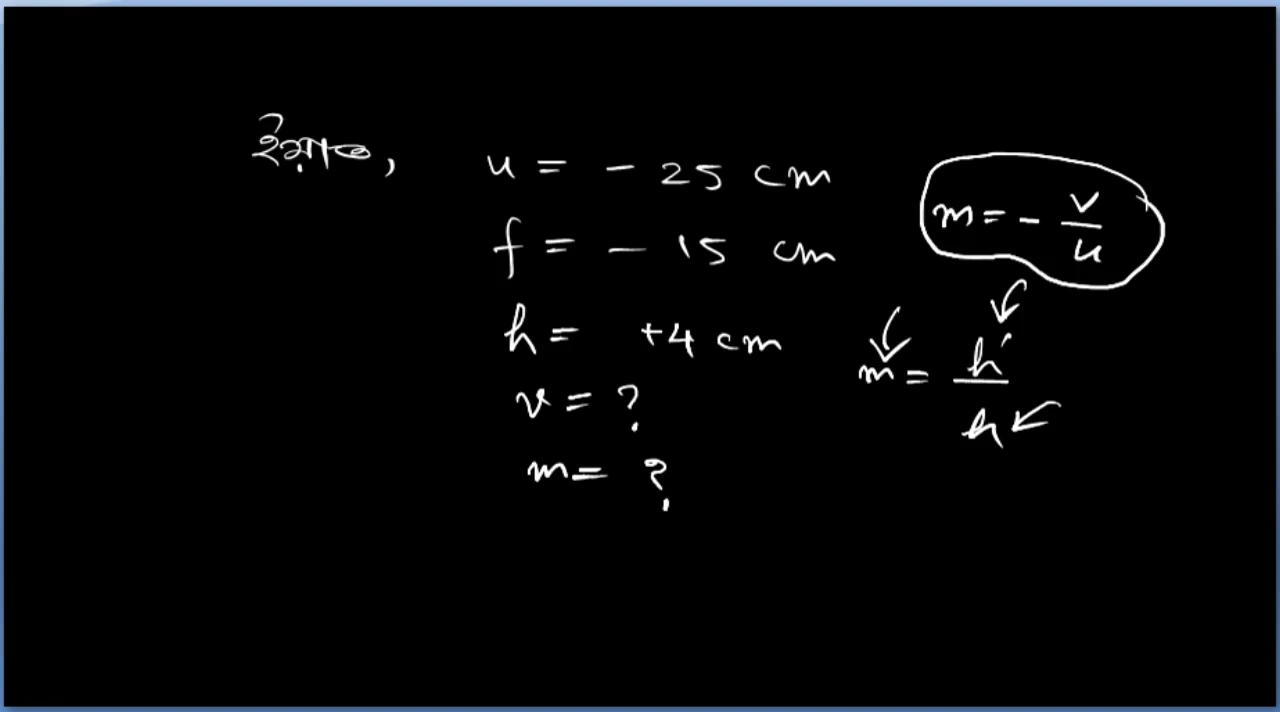 ইয়াত, u = - 25 cm
f = - 15 cm
h = +4 cm
v = ?
m = ?
m = - v/u
m = h'/h